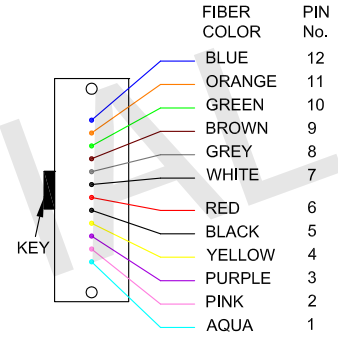 FIBER PIN
COLOR No.
BLUE 12
ORANGE 11
GREEN 10
BROWN 9
GREY 8
WHITE 7
RED 6
BLACK 5
KEY
YELLOW 4
PURPLE 3
PINK 2
AQUA 1